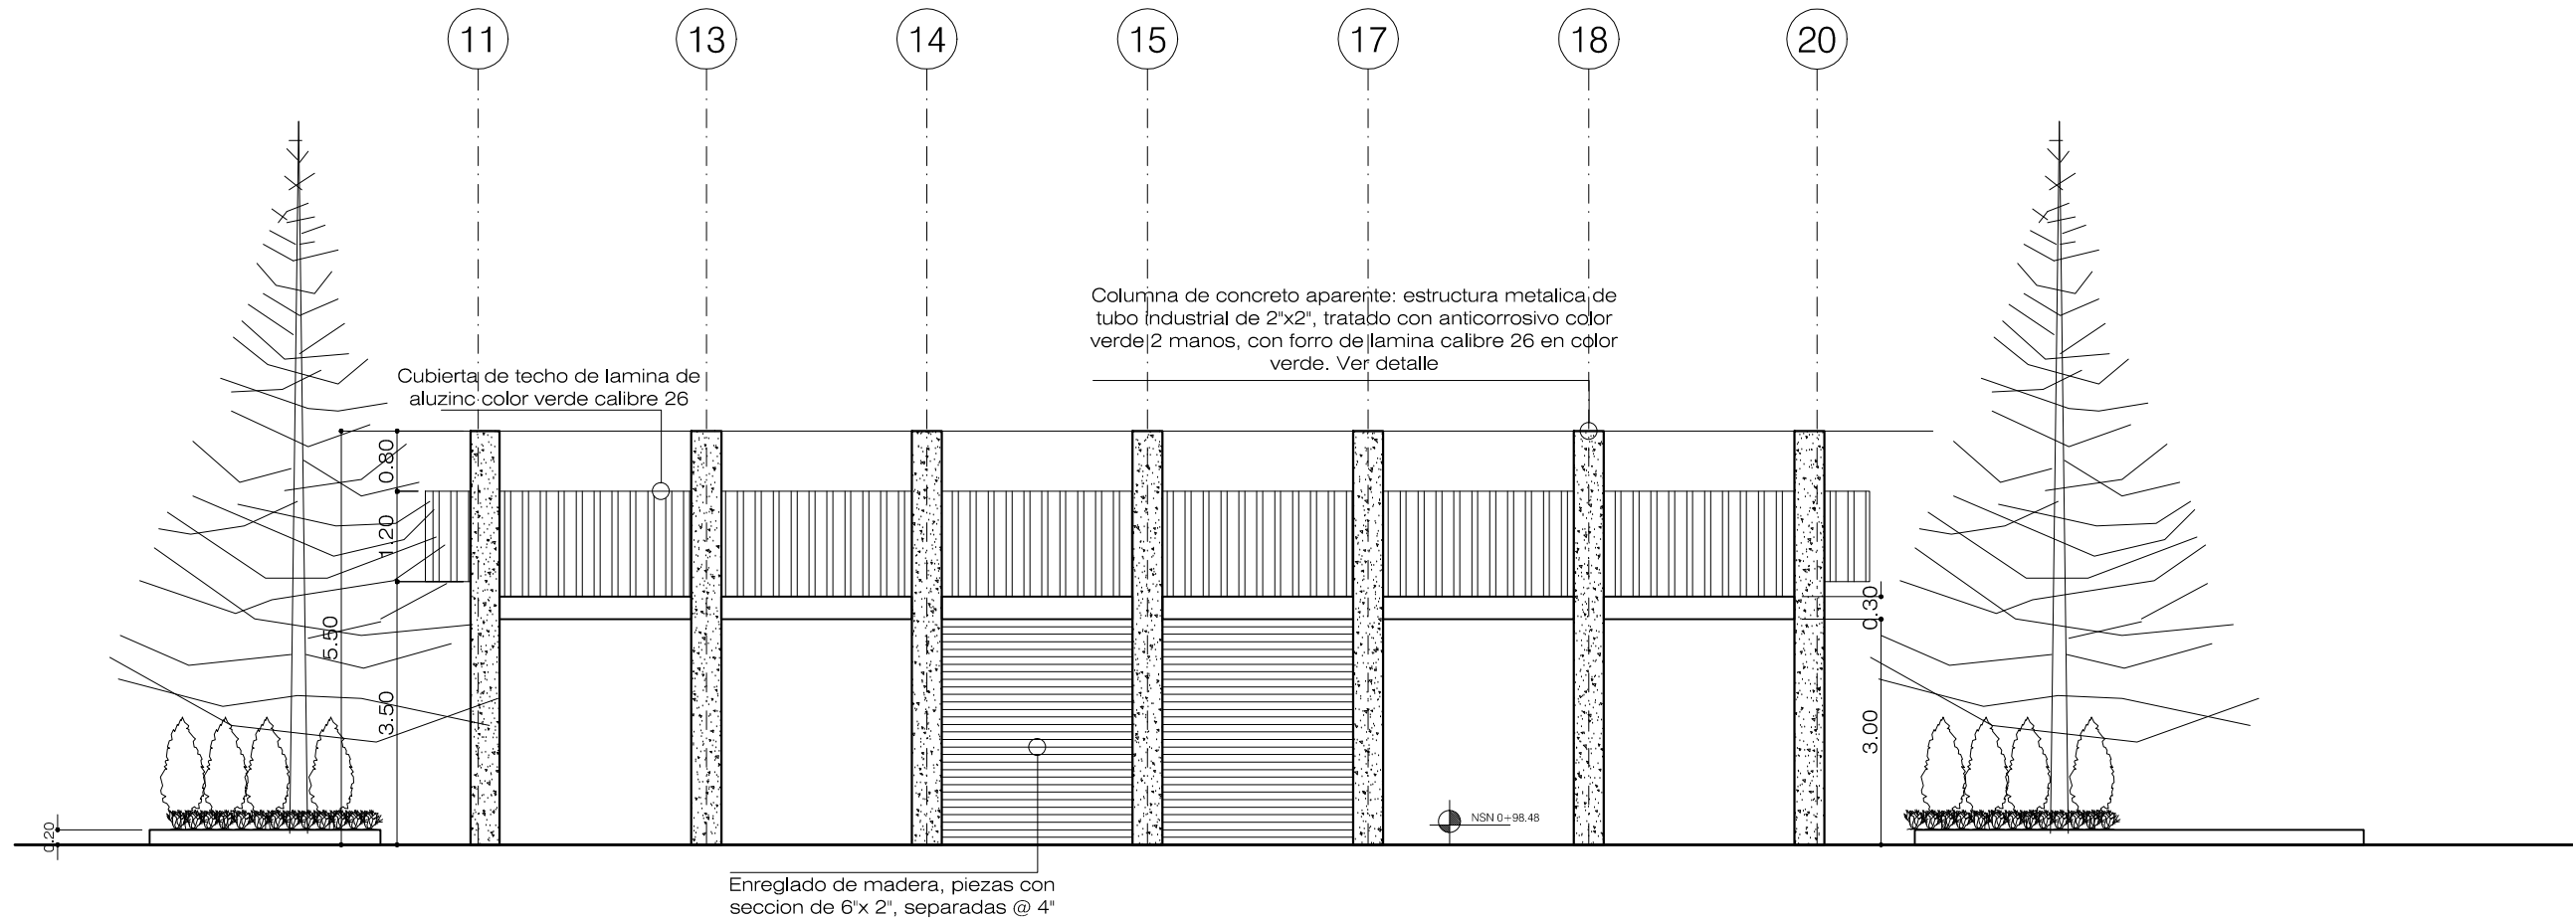 11 13 14 15 17 18 20
Columna de concreto aparente: estructura metalica de
tubo industrial de 2"x2", tratado con anticorrosivo color
verde 2 manos, con forro de lamina calibre 26 en color
verde. Ver detalle
Cubierta de techo de lamina de
aluzinc color verde calibre 26
0.80
1.20
5.50
3.50
0.20
0.30
3.00
NSN 0+98.48
Enreglado de madera, piezas con
seccion de 6"x 2", separadas @ 4"